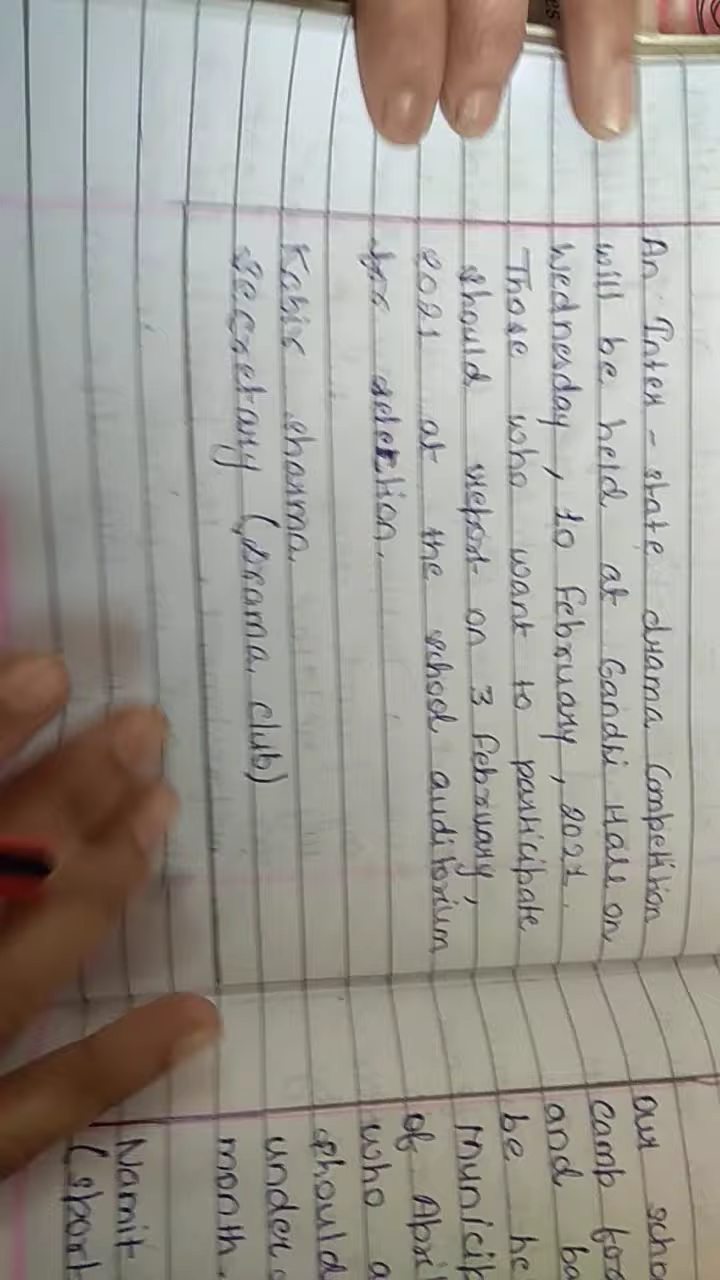 An Inter-state drama Competition
will be held at Gandhi Hall on
Wednesday, 10 february, 2021.
Those who want to participate
should report on 3 february,
2021 at the school auditorium
for selection.
Kabir sharma
Secretary (drama club)
our scho
camp for
and ba
be he
Municip
of April
who a
should
under
month.
Namit
(sport